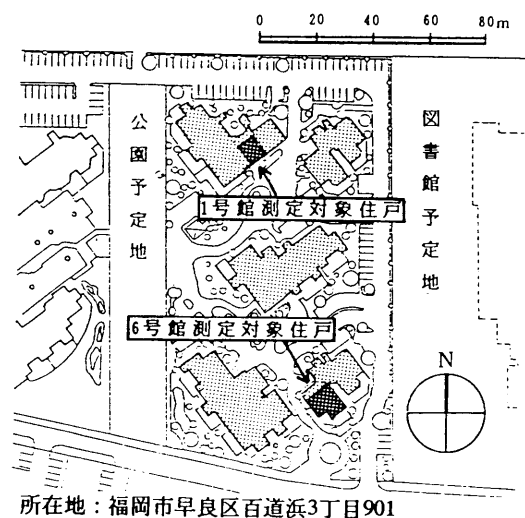 0 20 40 60 80m
公園予定地
図書館予定地
1号館測定対象住戸
6号館測定対象住戸
N
所在地：福岡市早良区百道浜3丁目901